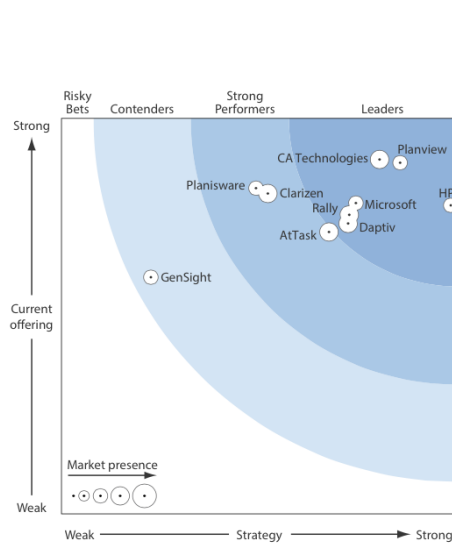 Risky
Bets
Contenders
Strong
Performers
Leaders
Strong
CA Technologies
Planview
Planisware
Clarizen
HP
Rally
Microsoft
Daptiv
AtTask
GenSight
Current
offering
Market presence
Weak
Weak
Strategy
Strong